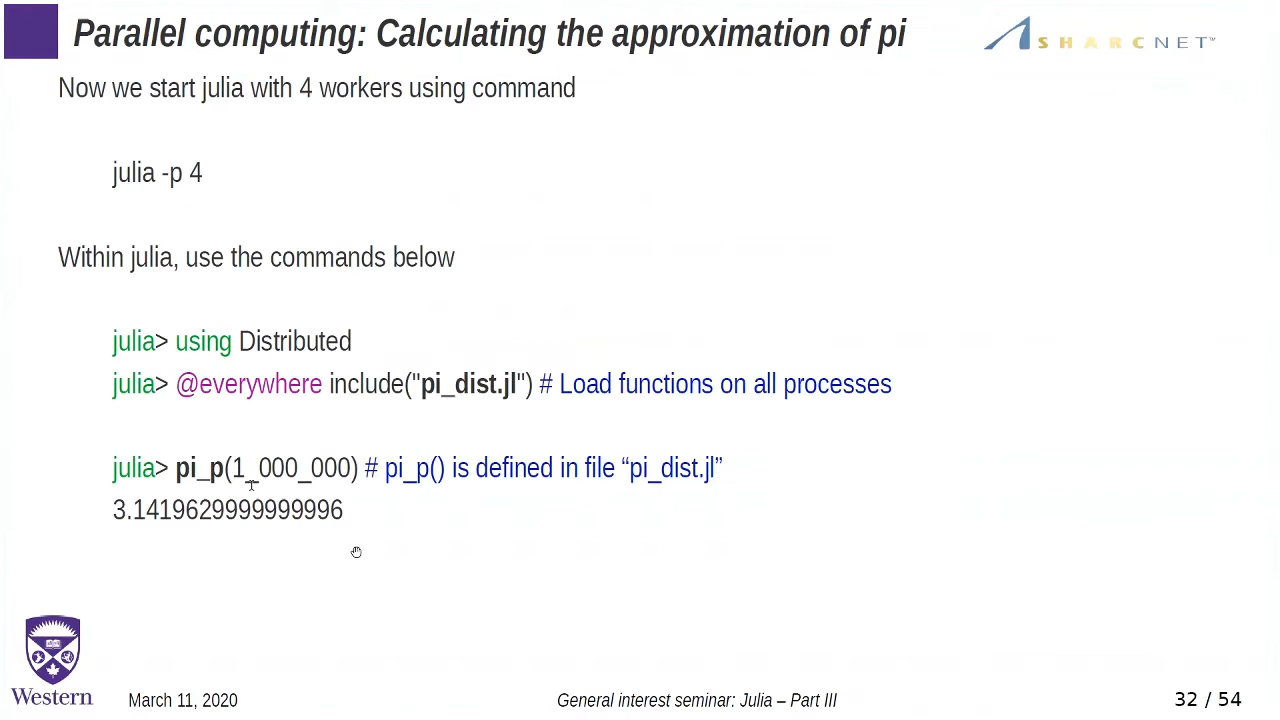 Parallel computing: Calculating the approximation of pi
SHARCNET™
Now we start julia with 4 workers using command
julia -p 4
Within julia, use the commands below
julia> using Distributed
julia> @everywhere include("pi_dist.jl") # Load functions on all processes
julia> pi_p(1_000_000) # pi_p() is defined in file “pi_dist.jl”
3.1419629999999996
Western
March 11, 2020
General interest seminar: Julia – Part III
32 / 54